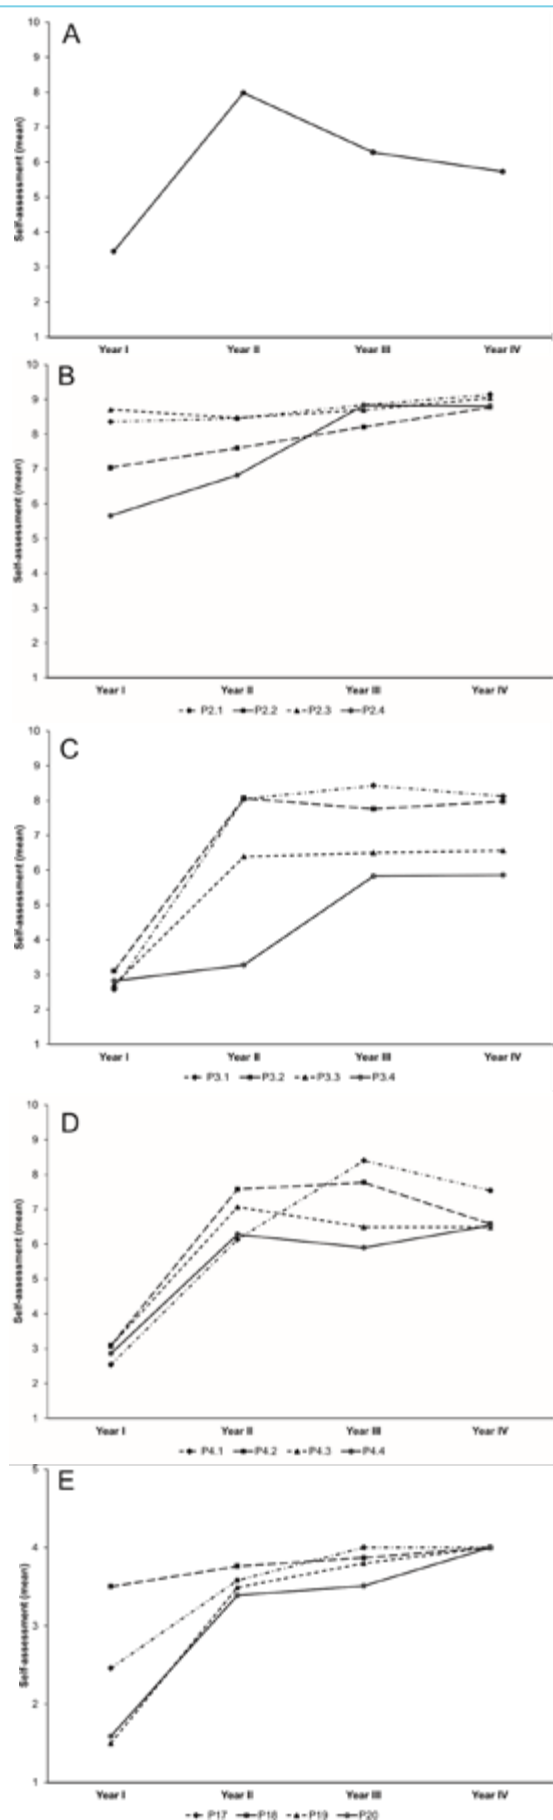 A
10
9
8
7
6
5
4
3
2
1
Self-assessment (mean)
Year I Year II Year III Year IV
B
10
9
8
7
6
5
4
3
2
1
Self-assessment (mean)
Year I Year II Year III Year IV
P2.1 P2.2 P2.3 P2.4
C
10
9
8
7
6
5
4
3
2
1
Self-assessment (mean)
Year I Year II Year III Year IV
P3.1 P3.2 P3.3 P3.4
D
10
9
8
7
6
5
4
3
2
1
Self-assessment (mean)
Year I Year II Year III Year IV
P4.1 P4.2 P4.3 P4.4
E
5
4
3
2
1
Self-assessment (mean)
Year I Year II Year III Year IV
P17 P18 P19 P20